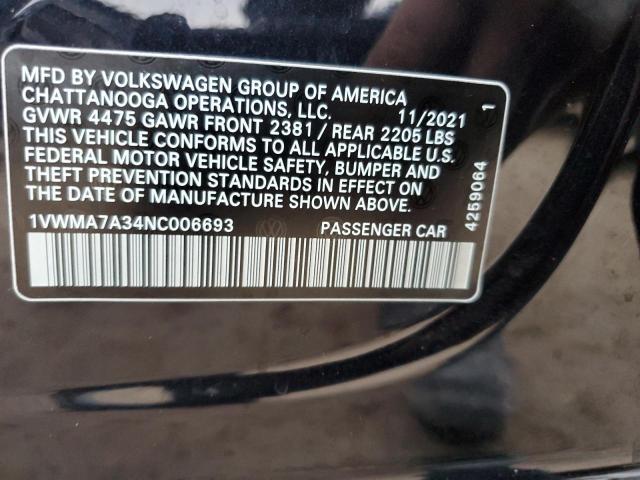 MFD BY VOLKSWAGEN GROUP OF AMERICA
CHATTANOOGA OPERATIONS, LLC. 11/2021
GVWR 4475 GAWR FRONT 2381 / REAR 2205 LBS
THIS VEHICLE CONFORMS TO ALL APPLICABLE U.S.
FEDERAL MOTOR VEHICLE SAFETY, BUMPER AND
THEFT PREVENTION STANDARDS IN EFFECT ON
THE DATE OF MANUFACTURE SHOWN ABOVE.
1VWMA7A34NC006693 PASSENGER CAR
4259064
1